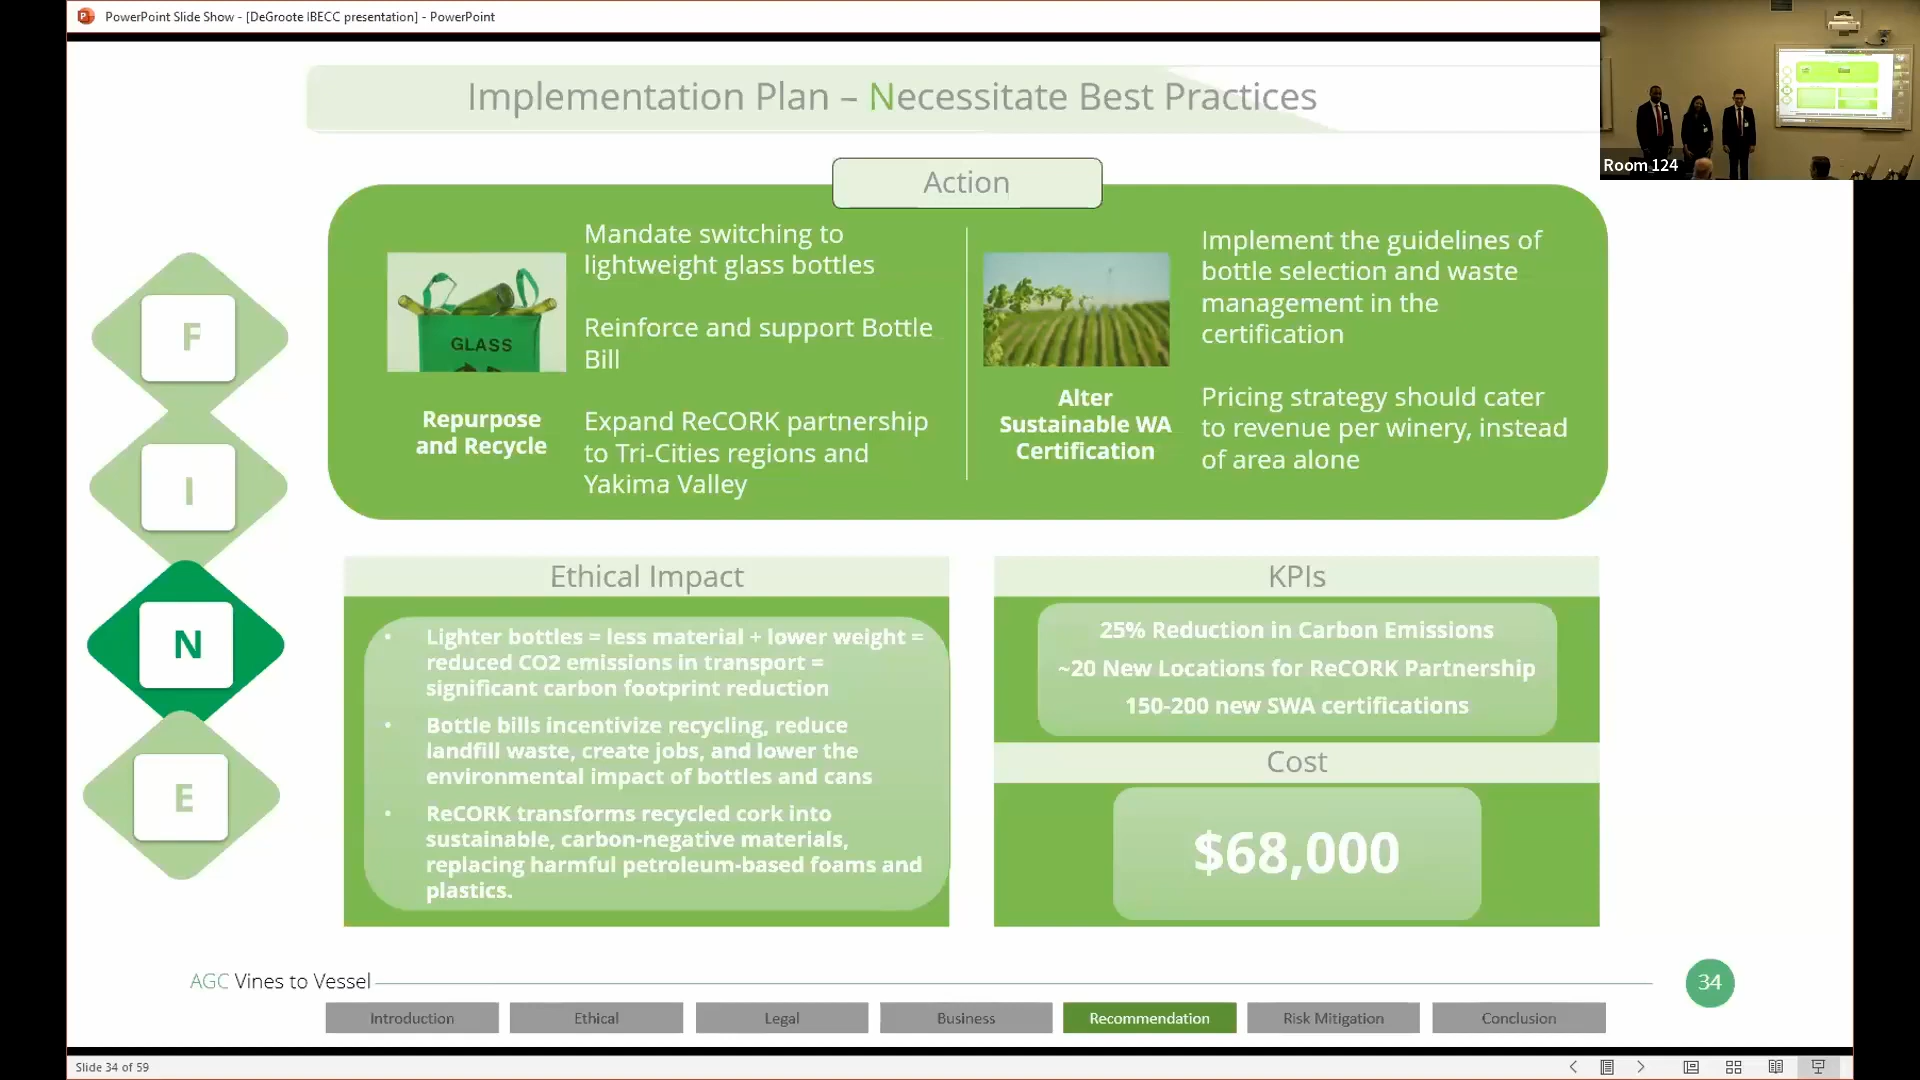 PowerPoint Slide Show - [DeGroote IBECC presentation] - PowerPoint
Room 124
Implementation Plan – Necessitate Best Practices
Action
GLASS
Repurpose
and Recycle
Mandate switching to
lightweight glass bottles
Reinforce and support Bottle
Bill
Expand ReCORK partnership
to Tri-Cities regions and
Yakima Valley
Alter
Sustainable WA
Certification
Implement the guidelines of
bottle selection and waste
management in the
certification
Pricing strategy should cater
to revenue per winery, instead
of area alone
F
I
N
E
Ethical Impact
• Lighter bottles = less material + lower weight =
reduced CO2 emissions in transport =
significant carbon footprint reduction
• Bottle bills incentivize recycling, reduce
landfill waste, create jobs, and lower the
environmental impact of bottles and cans
• ReCORK transforms recycled cork into
sustainable, carbon-negative materials,
replacing harmful petroleum-based foams and
plastics.
KPIs
25% Reduction in Carbon Emissions
~20 New Locations for ReCORK Partnership
150-200 new SWA certifications
Cost
$68,000
AGC Vines to Vessel
34
Introduction
Ethical
Legal
Business
Recommendation
Risk Mitigation
Conclusion
Slide 34 of 59